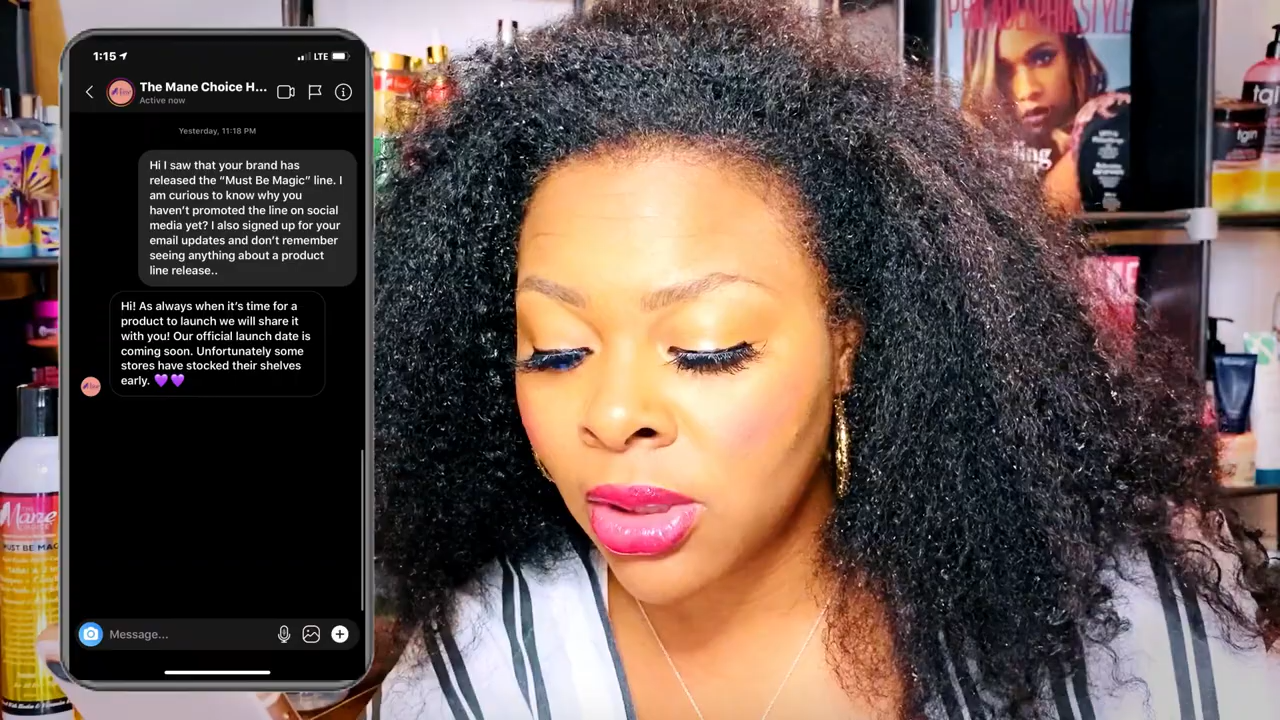 1:15
LTE
The Mane Choice H...
Active now
Yesterday, 11:18 PM
Hi I saw that your brand has
released the “Must Be Magic” line. I
am curious to know why you
haven’t promoted the line on social
media yet? I also signed up for your
email updates and don’t remember
seeing anything about a product
line release..
Hi! As always when it’s time for a
product to launch we will share it
with you! Our official launch date is
coming soon. Unfortunately some
stores have stocked their shelves
early. 💜💜
Message...
PHILADELPHIA STYLE
tgin
tgin
Mane
MUST BE MAG